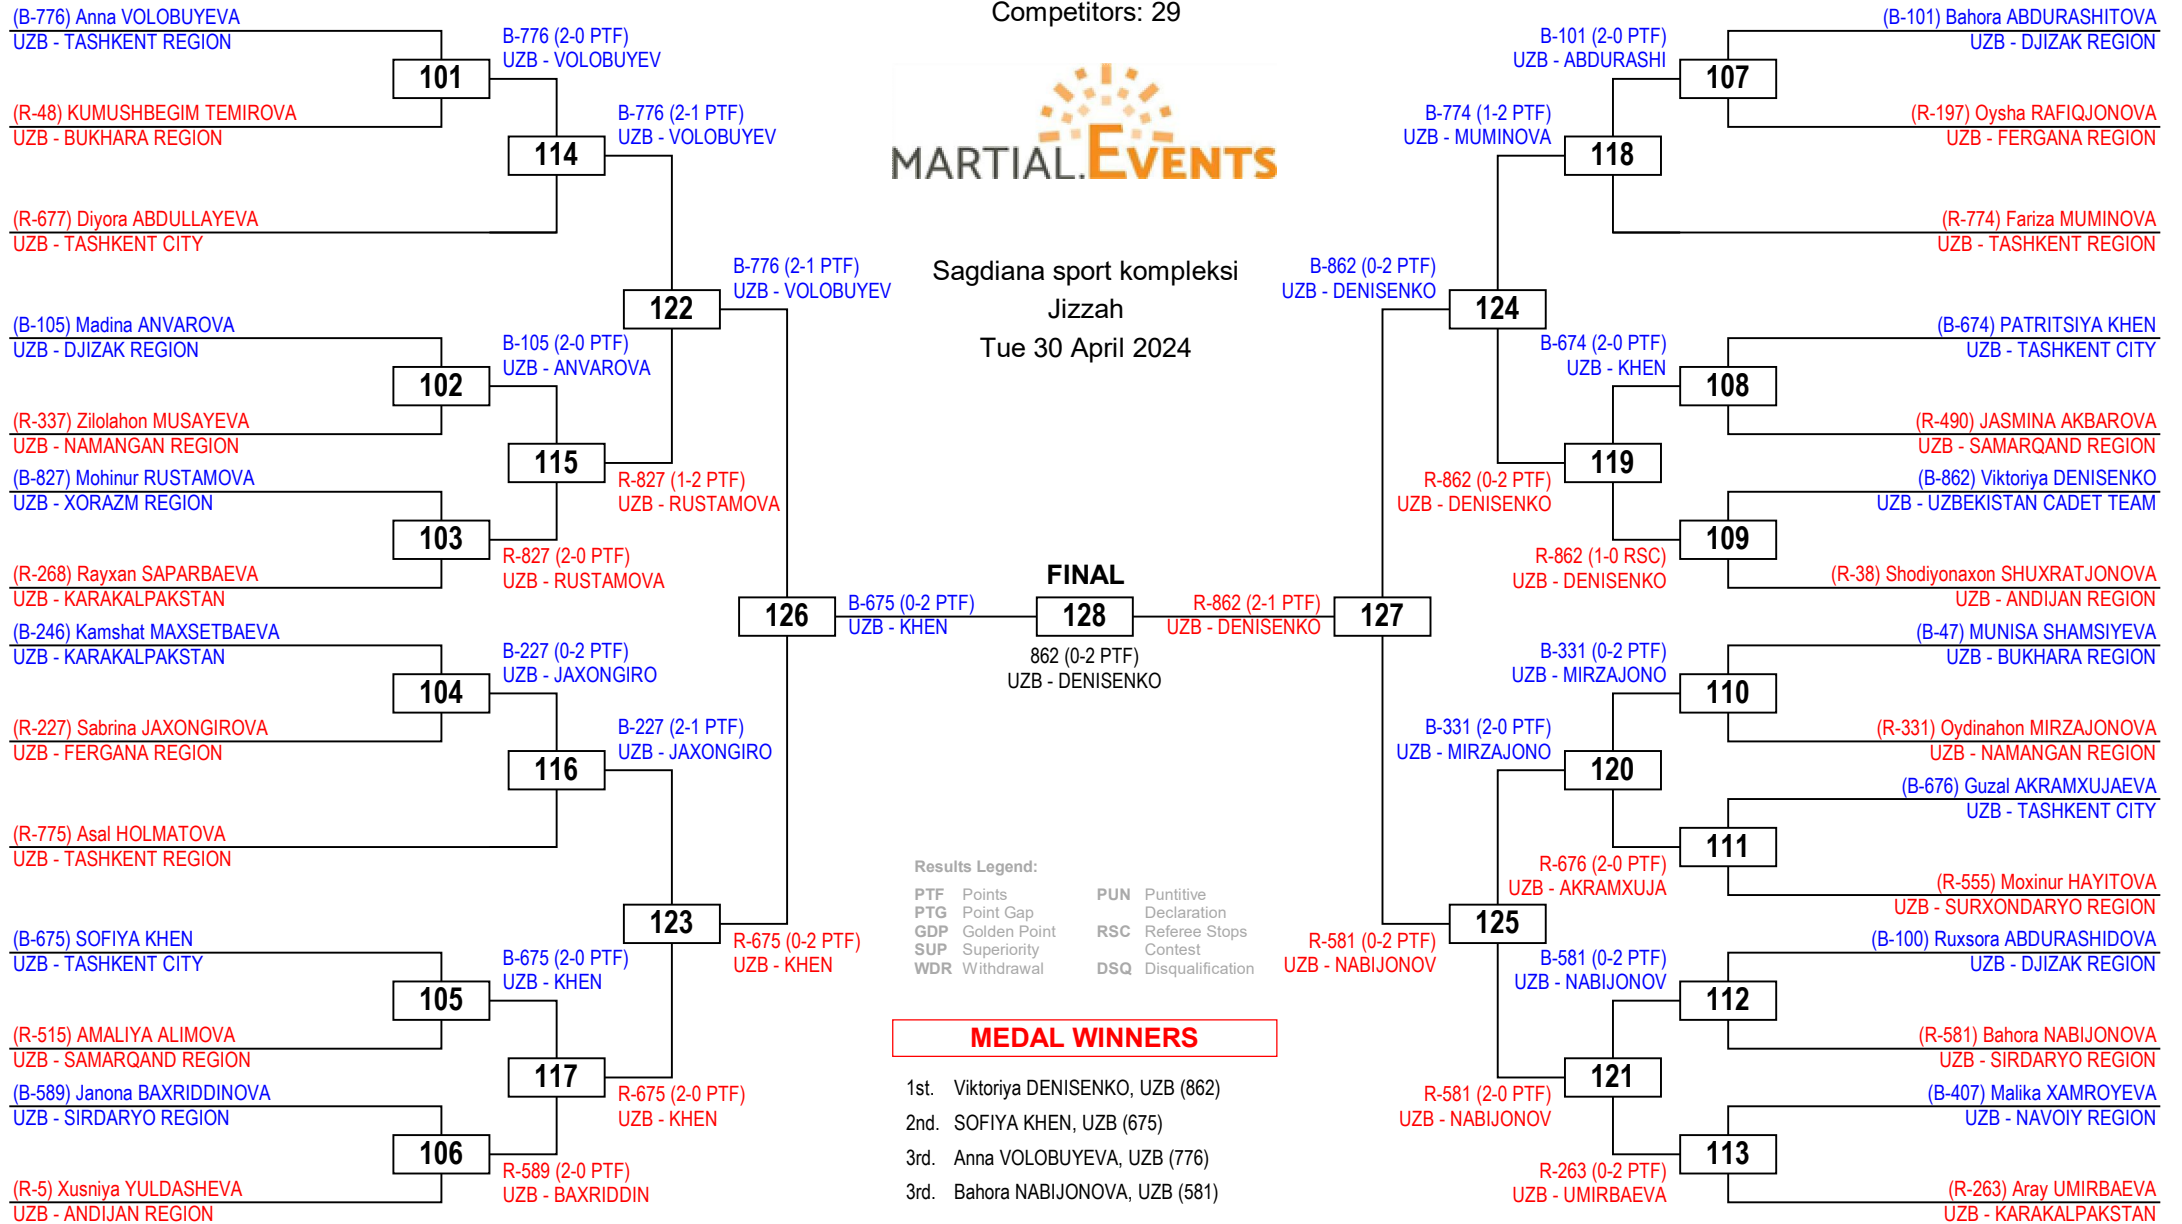 Competitors: 29
MARTIAL.EVENTS
Sagdiana sport kompleksi
Jizzah
Tue 30 April 2024
(B-776) Anna VOLOBUYEVA
UZB - TASHKENT REGION
101
(R-48) KUMUSHBEGIM TEMIROVA
UZB - BUKHARA REGION
B-776 (2-0 PTF)
UZB - VOLOBUYEV
114
(R-677) Diyora ABDULLAYEVA
UZB - TASHKENT CITY
B-776 (2-1 PTF)
UZB - VOLOBUYEV
122
B-776 (2-1 PTF)
UZB - VOLOBUYEV
(B-105) Madina ANVAROVA
UZB - DJIZAK REGION
102
(R-337) Zilolahon MUSAYEVA
UZB - NAMANGAN REGION
B-105 (2-0 PTF)
UZB - ANVAROVA
115
R-827 (1-2 PTF)
UZB - RUSTAMOVA
(B-827) Mohinur RUSTAMOVA
UZB - XORAZM REGION
103
(R-268) Rayxan SAPARBAEVA
UZB - KARAKALPAKSTAN
R-827 (2-0 PTF)
UZB - RUSTAMOVA
126
B-675 (0-2 PTF)
UZB - KHEN
(B-246) Kamshat MAXSETBAEVA
UZB - KARAKALPAKSTAN
104
(R-227) Sabrina JAXONGIROVA
UZB - FERGANA REGION
B-227 (0-2 PTF)
UZB - JAXONGIRO
116
B-227 (2-1 PTF)
UZB - JAXONGIRO
(R-775) Asal HOLMATOVA
UZB - TASHKENT REGION
123
R-675 (0-2 PTF)
UZB - KHEN
(B-675) SOFIYA KHEN
UZB - TASHKENT CITY
105
(R-515) AMALIYA ALIMOVA
UZB - SAMARQAND REGION
B-675 (2-0 PTF)
UZB - KHEN
117
R-675 (2-0 PTF)
UZB - KHEN
(B-589) Janona BAXRIDDINOVA
UZB - SIRDARYO REGION
106
(R-5) Xusniya YULDASHEVA
UZB - ANDIJAN REGION
R-589 (2-0 PTF)
UZB - BAXRIDDIN
FINAL
128
862 (0-2 PTF)
UZB - DENISENKO
R-862 (2-1 PTF)
UZB - DENISENKO
127
(B-101) Bahora ABDURASHITOVA
UZB - DJIZAK REGION
107
(R-197) Oysha RAFIQJONOVA
UZB - FERGANA REGION
B-101 (2-0 PTF)
UZB - ABDURASHI
118
B-774 (1-2 PTF)
UZB - MUMINOVA
(R-774) Fariza MUMINOVA
UZB - TASHKENT REGION
124
B-862 (0-2 PTF)
UZB - DENISENKO
(B-674) PATRITSIYA KHEN
UZB - TASHKENT CITY
108
(R-490) JASMINA AKBAROVA
UZB - SAMARQAND REGION
B-674 (2-0 PTF)
UZB - KHEN
119
R-862 (0-2 PTF)
UZB - DENISENKO
(B-862) Viktoriya DENISENKO
UZB - UZBEKISTAN CADET TEAM
109
(R-38) Shodiyonaxon SHUXRATJONOVA
UZB - ANDIJAN REGION
R-862 (1-0 RSC)
UZB - DENISENKO
(B-47) MUNISA SHAMSIYEVA
UZB - BUKHARA REGION
110
(R-331) Oydinahon MIRZAJONOVA
UZB - NAMANGAN REGION
B-331 (0-2 PTF)
UZB - MIRZAJONO
120
B-331 (2-0 PTF)
UZB - MIRZAJONO
(B-676) Guzal AKRAMXUJAEVA
UZB - TASHKENT CITY
111
(R-555) Moxinur HAYITOVA
UZB - SURXONDARYO REGION
R-676 (2-0 PTF)
UZB - AKRAMXUJA
125
R-581 (0-2 PTF)
UZB - NABIJONOV
(B-100) Ruxsora ABDURASHIDOVA
UZB - DJIZAK REGION
112
(R-581) Bahora NABIJONOVA
UZB - SIRDARYO REGION
B-581 (0-2 PTF)
UZB - NABIJONOV
121
R-581 (2-0 PTF)
UZB - NABIJONOV
(B-407) Malika XAMROYEVA
UZB - NAVOIY REGION
113
(R-263) Aray UMIRBAEVA
UZB - KARAKALPAKSTAN
R-263 (0-2 PTF)
UZB - UMIRBAEVA
Results Legend:
PTF Points
PTG Point Gap
GDP Golden Point
SUP Superiority
WDR Withdrawal
PUN Puntitive
Declaration
RSC Referee Stops
Contest
DSQ Disqualification
MEDAL WINNERS
1st. Viktoriya DENISENKO, UZB (862)
2nd. SOFIYA KHEN, UZB (675)
3rd. Anna VOLOBUYEVA, UZB (776)
3rd. Bahora NABIJONOVA, UZB (581)